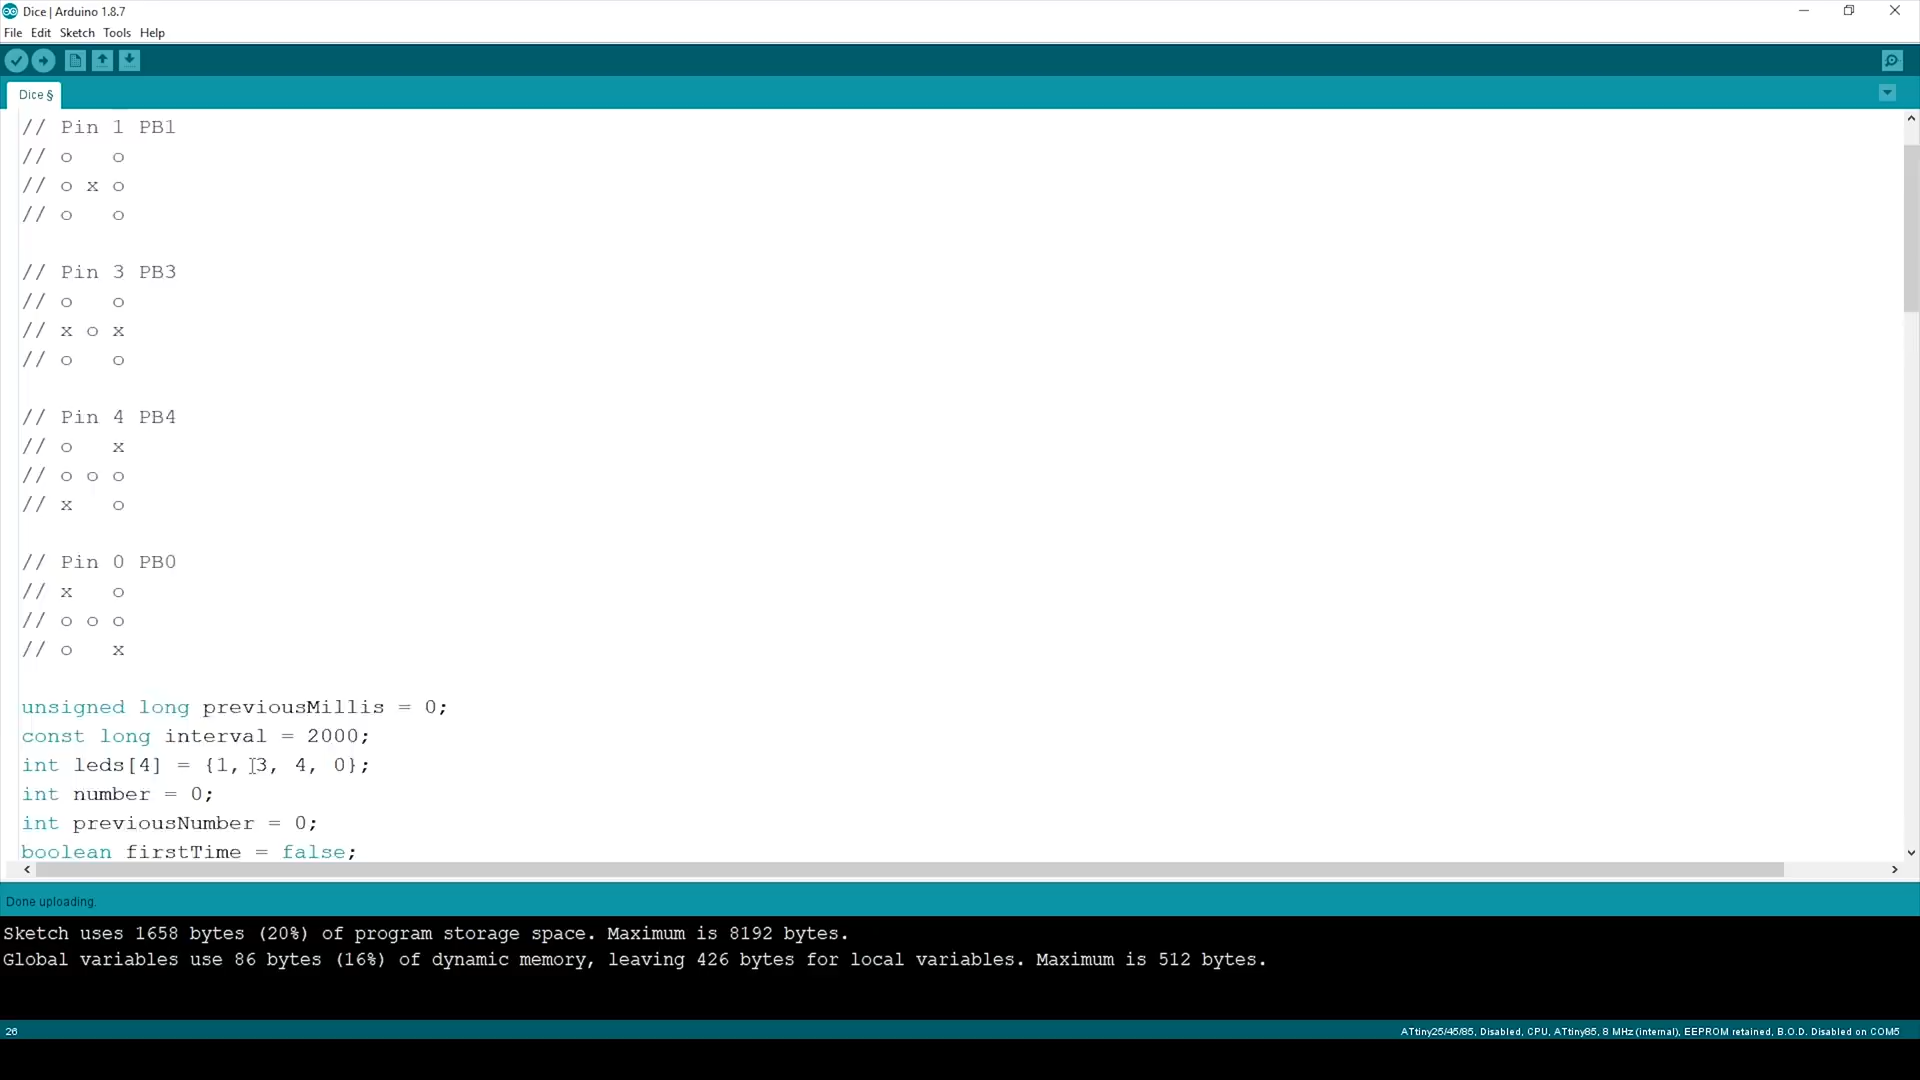 Dice | Arduino 1.8.7
File Edit Sketch Tools Help
Dice §
// Pin 1 PB1
// o   o
// o x o
// o   o
// Pin 3 PB3
// o   o
// x o x
// o   o
// Pin 4 PB4
// o   x
// o o o
// x   o
// Pin 0 PB0
// x   o
// o o o
// o   x
unsigned long previousMillis = 0;
const long interval = 2000;
int leds[4] = {1, 3, 4, 0};
int number = 0;
int previousNumber = 0;
boolean firstTime = false;
Done uploading.
Sketch uses 1658 bytes (20%) of program storage space. Maximum is 8192 bytes.
Global variables use 86 bytes (16%) of dynamic memory, leaving 426 bytes for local variables. Maximum is 512 bytes.
26 ATtiny25/45/85, Disabled, CPU, ATtiny85, 8 MHz (internal), EEPROM retained, B.O.D. Disabled on COM5